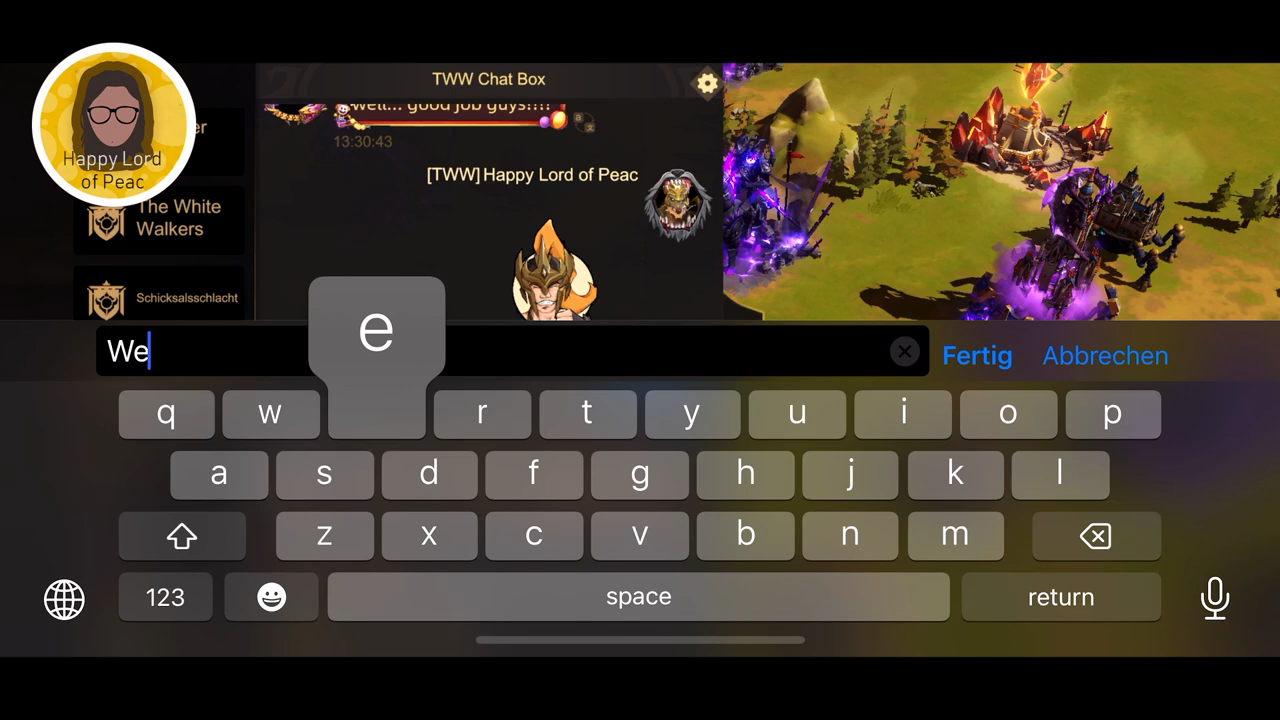 TWW Chat Box
well... good job guys!!!!
13:30:43
er
Happy Lord
of Peac
[TWW] Happy Lord of Peac
The White
Walkers
Schicksalsschlacht
We
e
Fertig
Abbrechen
q w r t y u i o p
a s d f g h j k l
z x c v b n m
123
space
return